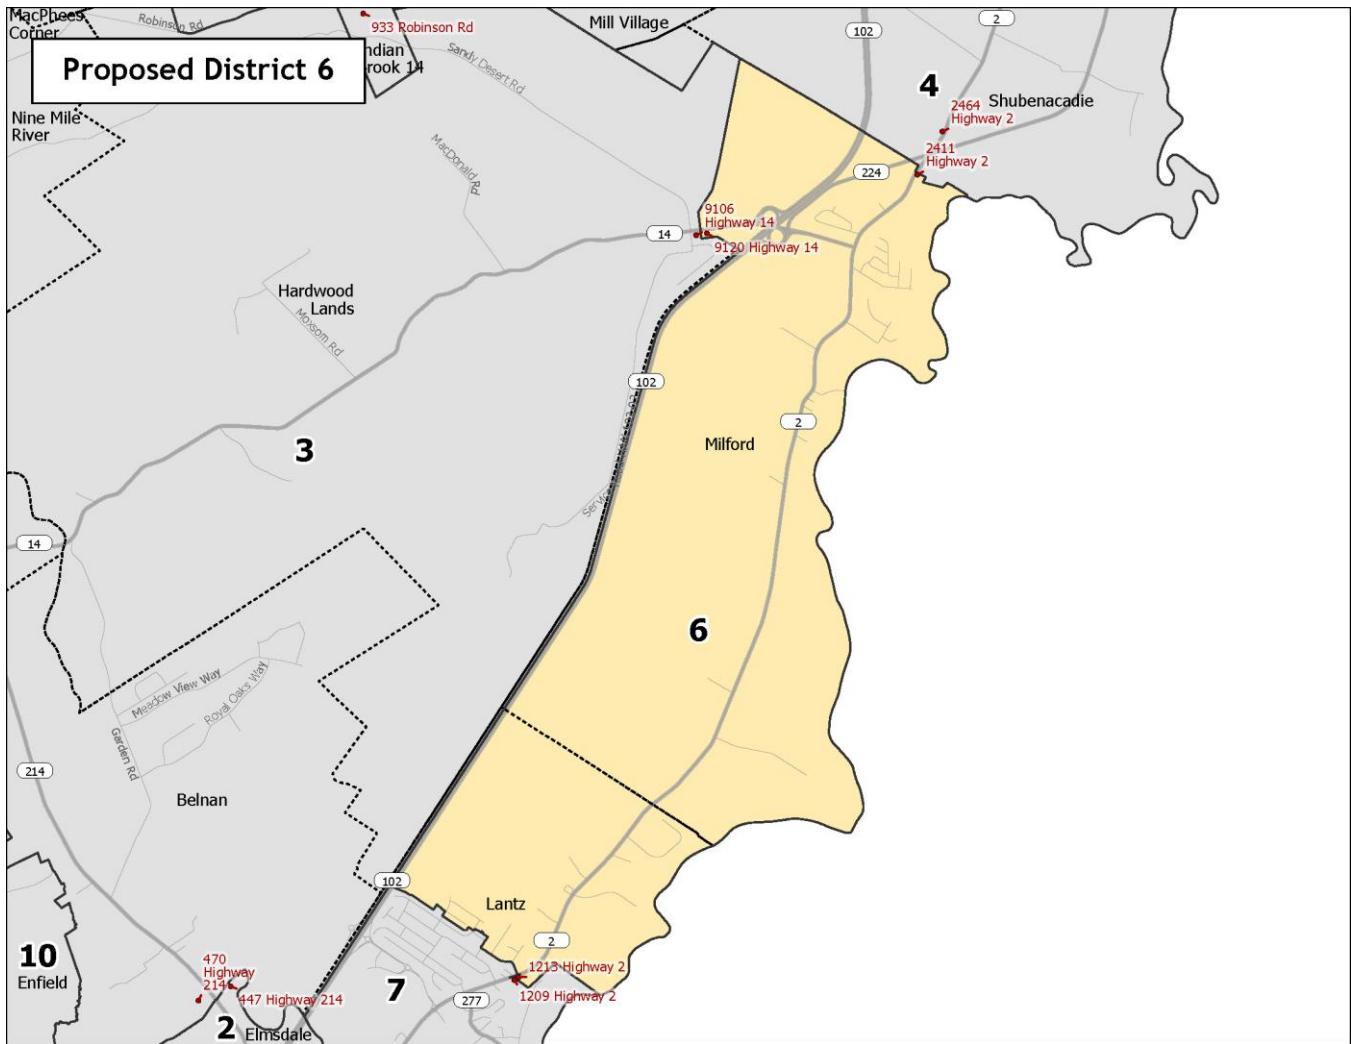 MacPhees
Corner
Robinson Rd
933 Robinson Rd
Mill Village
102
2
Proposed District 6
ndian
rook 14
Sandy Desert Rd
4
Shubenacadie
2464
Highway 2
Nine Mile
River
MacDonald Rd
2411
Highway 2
224
9106
Highway 14
14
9120 Highway 14
Hardwood
Lands
Moxsom Rd
102
2
Milford
3
14
6
Meadow View Way
Royal Oaks Way
Garden Rd
214
Belnan
102
Lantz
2
10
Enfield
470
Highway
214
447 Highway 214
7
1213 Highway 2
1209 Highway 2
277
2
Elmsdale